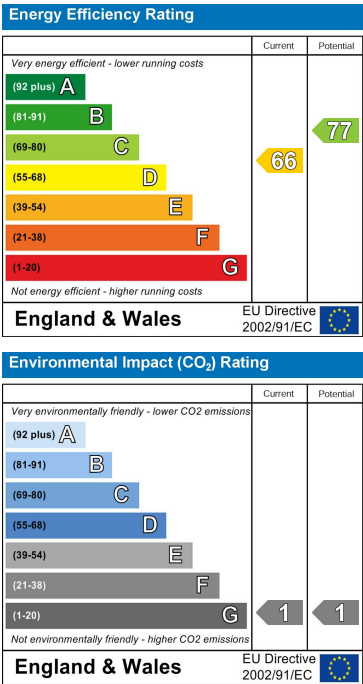 Energy Efficiency Rating
Current Potential
Very energy efficient - lower running costs
(92 plus) A
(81-91) B
(69-80) C
(55-68) D
(39-54) E
(21-38) F
(1-20) G
66
77
Not energy efficient - higher running costs
England & Wales
EU Directive
2002/91/EC
Environmental Impact (CO₂) Rating
Current Potential
Very environmentally friendly - lower CO2 emissions
(92 plus) A
(81-91) B
(69-80) C
(55-68) D
(39-54) E
(21-38) F
(1-20) G
1
1
Not environmentally friendly - higher CO2 emissions
England & Wales
EU Directive
2002/91/EC